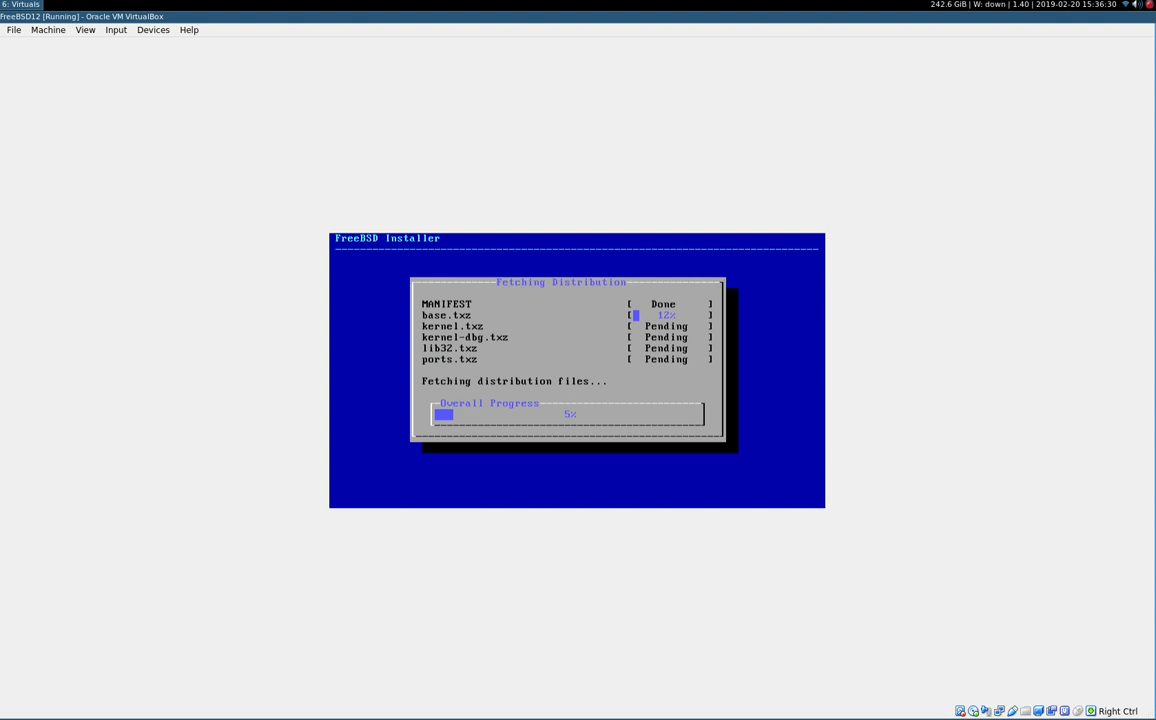 6: Virtuals
242.6 GiB | W: down | 1.40 | 2019-02-20 15:36:30
FreeBSD12 [Running] - Oracle VM VirtualBox
File Machine View Input Devices Help
FreeBSD Installer
Fetching Distribution
MANIFEST [ Done ]
base.txz [ 12% ]
kernel.txz [ Pending ]
kernel-dbg.txz [ Pending ]
lib32.txz [ Pending ]
ports.txz [ Pending ]
Fetching distribution files...
Overall Progress
5%
Right Ctrl